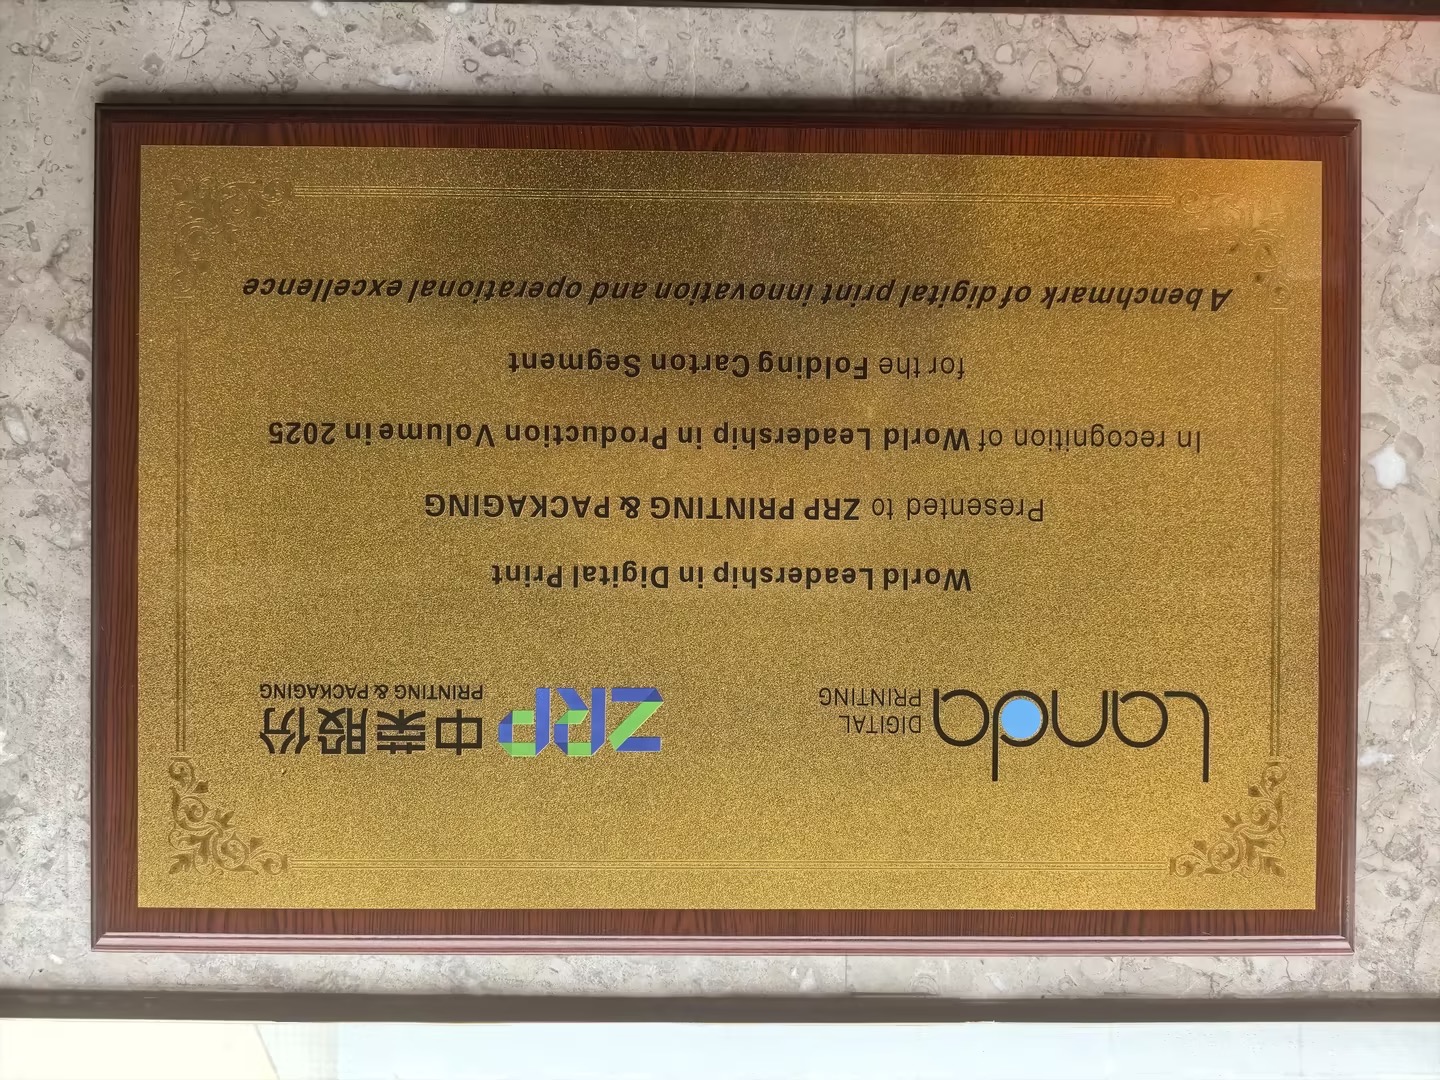 Landa
DIGITAL
PRINTING
ZRP
中荣股份
PRINTING & PACKAGING
World Leadership in Digital Print
Presented to ZRP PRINTING & PACKAGING
In recognition of World Leadership in Production Volume in 2025
for the Folding Carton Segment
A benchmark of digital print innovation and operational excellence